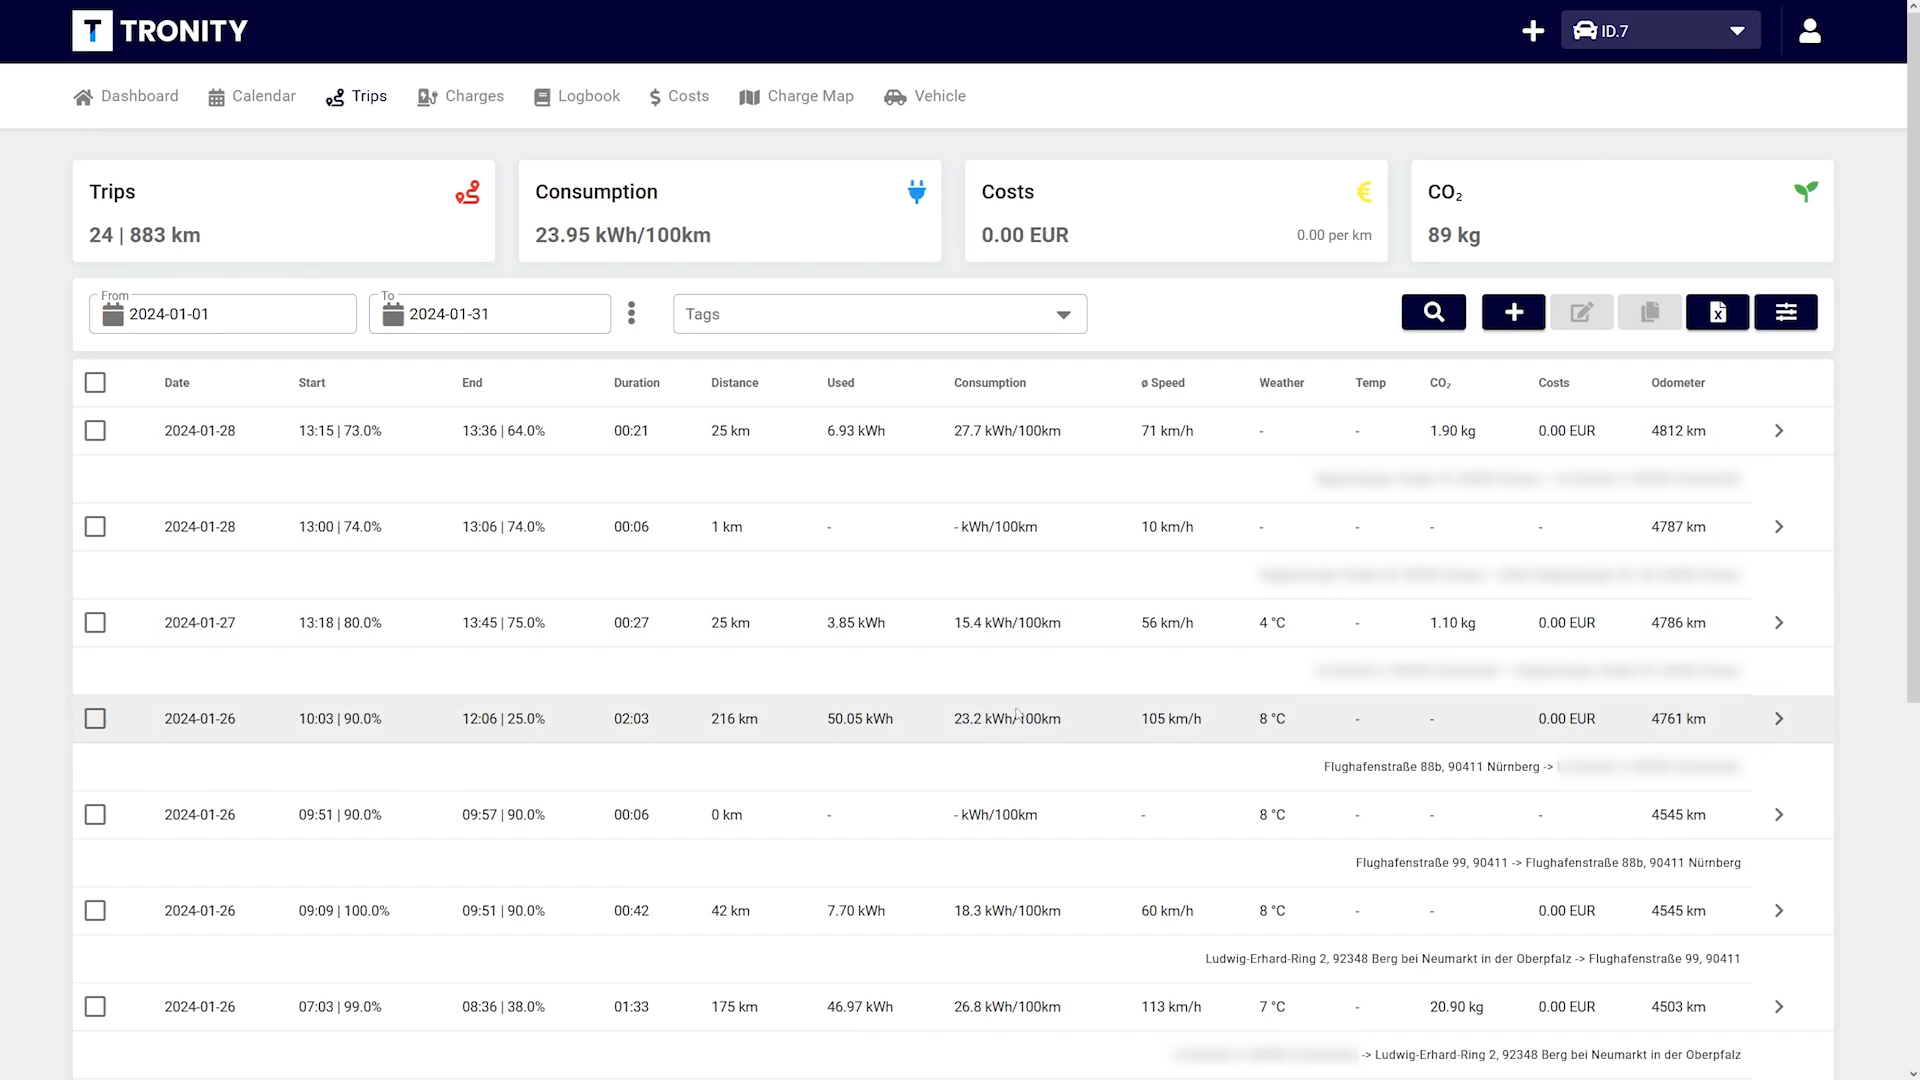 T TRONITY ID.7
Dashboard Calendar Trips Charges Logbook $ Costs Charge Map Vehicle
Trips Consumption Costs € CO₂
24 | 883 km 23.95 kWh/100km 0.00 EUR 0.00 per km 89 kg
From To
2024-01-01 2024-01-31 Tags
Date Start End Duration Distance Used Consumption ø Speed Weather Temp CO₂ Costs Odometer
2024-01-28 13:15 | 73.0% 13:36 | 64.0% 00:21 25 km 6.93 kWh 27.7 kWh/100km 71 km/h - - 1.90 kg 0.00 EUR 4812 km
2024-01-28 13:00 | 74.0% 13:06 | 74.0% 00:06 1 km - - kWh/100km 10 km/h - - - - 4787 km
2024-01-27 13:18 | 80.0% 13:45 | 75.0% 00:27 25 km 3.85 kWh 15.4 kWh/100km 56 km/h 4 °C - 1.10 kg 0.00 EUR 4786 km
2024-01-26 10:03 | 90.0% 12:06 | 25.0% 02:03 216 km 50.05 kWh 23.2 kWh/100km 105 km/h 8 °C - - 0.00 EUR 4761 km
Flughafenstraße 88b, 90411 Nürnberg ->
2024-01-26 09:51 | 90.0% 09:57 | 90.0% 00:06 0 km - - kWh/100km - 8 °C - - - 4545 km
Flughafenstraße 99, 90411 -> Flughafenstraße 88b, 90411 Nürnberg
2024-01-26 09:09 | 100.0% 09:51 | 90.0% 00:42 42 km 7.70 kWh 18.3 kWh/100km 60 km/h 8 °C - - 0.00 EUR 4545 km
Ludwig-Erhard-Ring 2, 92348 Berg bei Neumarkt in der Oberpfalz -> Flughafenstraße 99, 90411
2024-01-26 07:03 | 99.0% 08:36 | 38.0% 01:33 175 km 46.97 kWh 26.8 kWh/100km 113 km/h 7 °C - 20.90 kg 0.00 EUR 4503 km
-> Ludwig-Erhard-Ring 2, 92348 Berg bei Neumarkt in der Oberpfalz